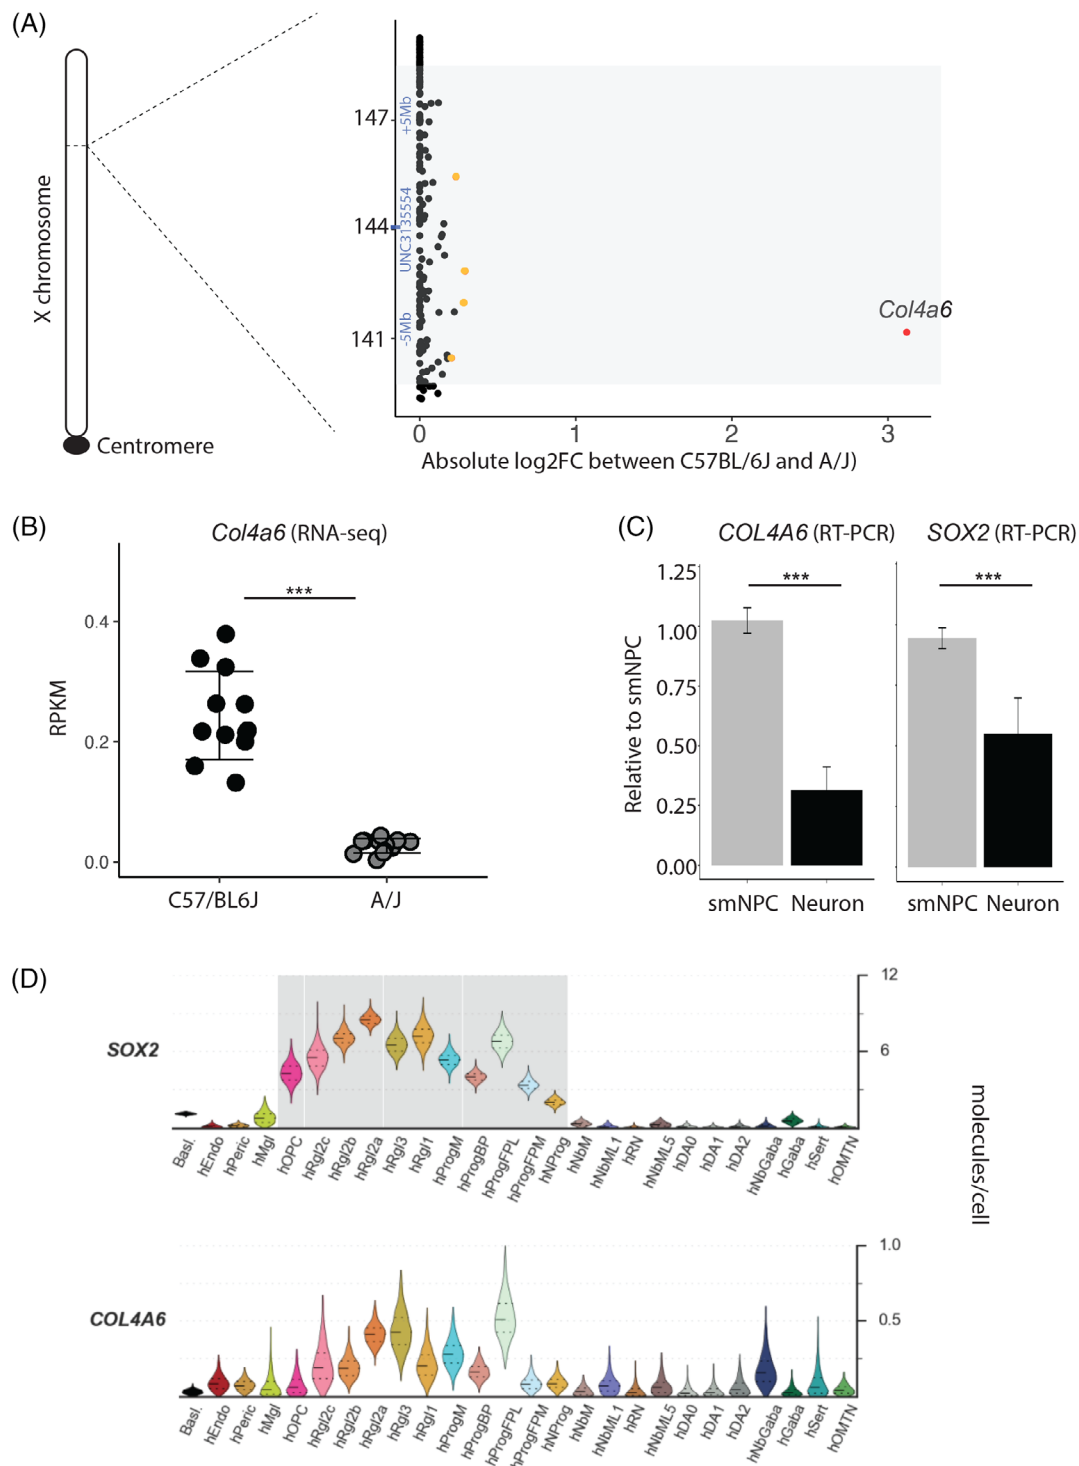 (A)
X chromosome
Centromere
147
144
141
+5Mb
UNC3135554
-5Mb
Col4a6
0 1 2 3
Absolute log2FC between C57BL/6J and A/J)
(B)
Col4a6 (RNA-seq)
***
RPKM
0.4
0.2
0.0
C57/BL6J A/J
(C)
COL4A6 (RT-PCR) SOX2 (RT-PCR)
*** ***
Relative to smNPC
1.25
1.00
0.75
0.50
0.25
0.00
smNPC Neuron smNPC Neuron
(D)
SOX2
12
6
Basl. hEndo hPeric hMgl hOPC hRgl2c hRgl2b hRgl2a hRgl3 hRgl1 hProgM hProgBP hProgFPL hProgFPM hNProg hNbM hNbML1 hRN hNbML5 hDA0 hDA1 hDA2 hNbGaba hGaba hSert hOMTN
molecules/cell
COL4A6
1.0
0.5
Basl. hEndo hPeric hMgl hOPC hRgl2c hRgl2b hRgl2a hRgl3 hRgl1 hProgM hProgBP hProgFPL hProgFPM hNProg hNbM hNbML1 hRN hNbML5 hDA0 hDA1 hDA2 hNbGaba hGaba hSert hOMTN